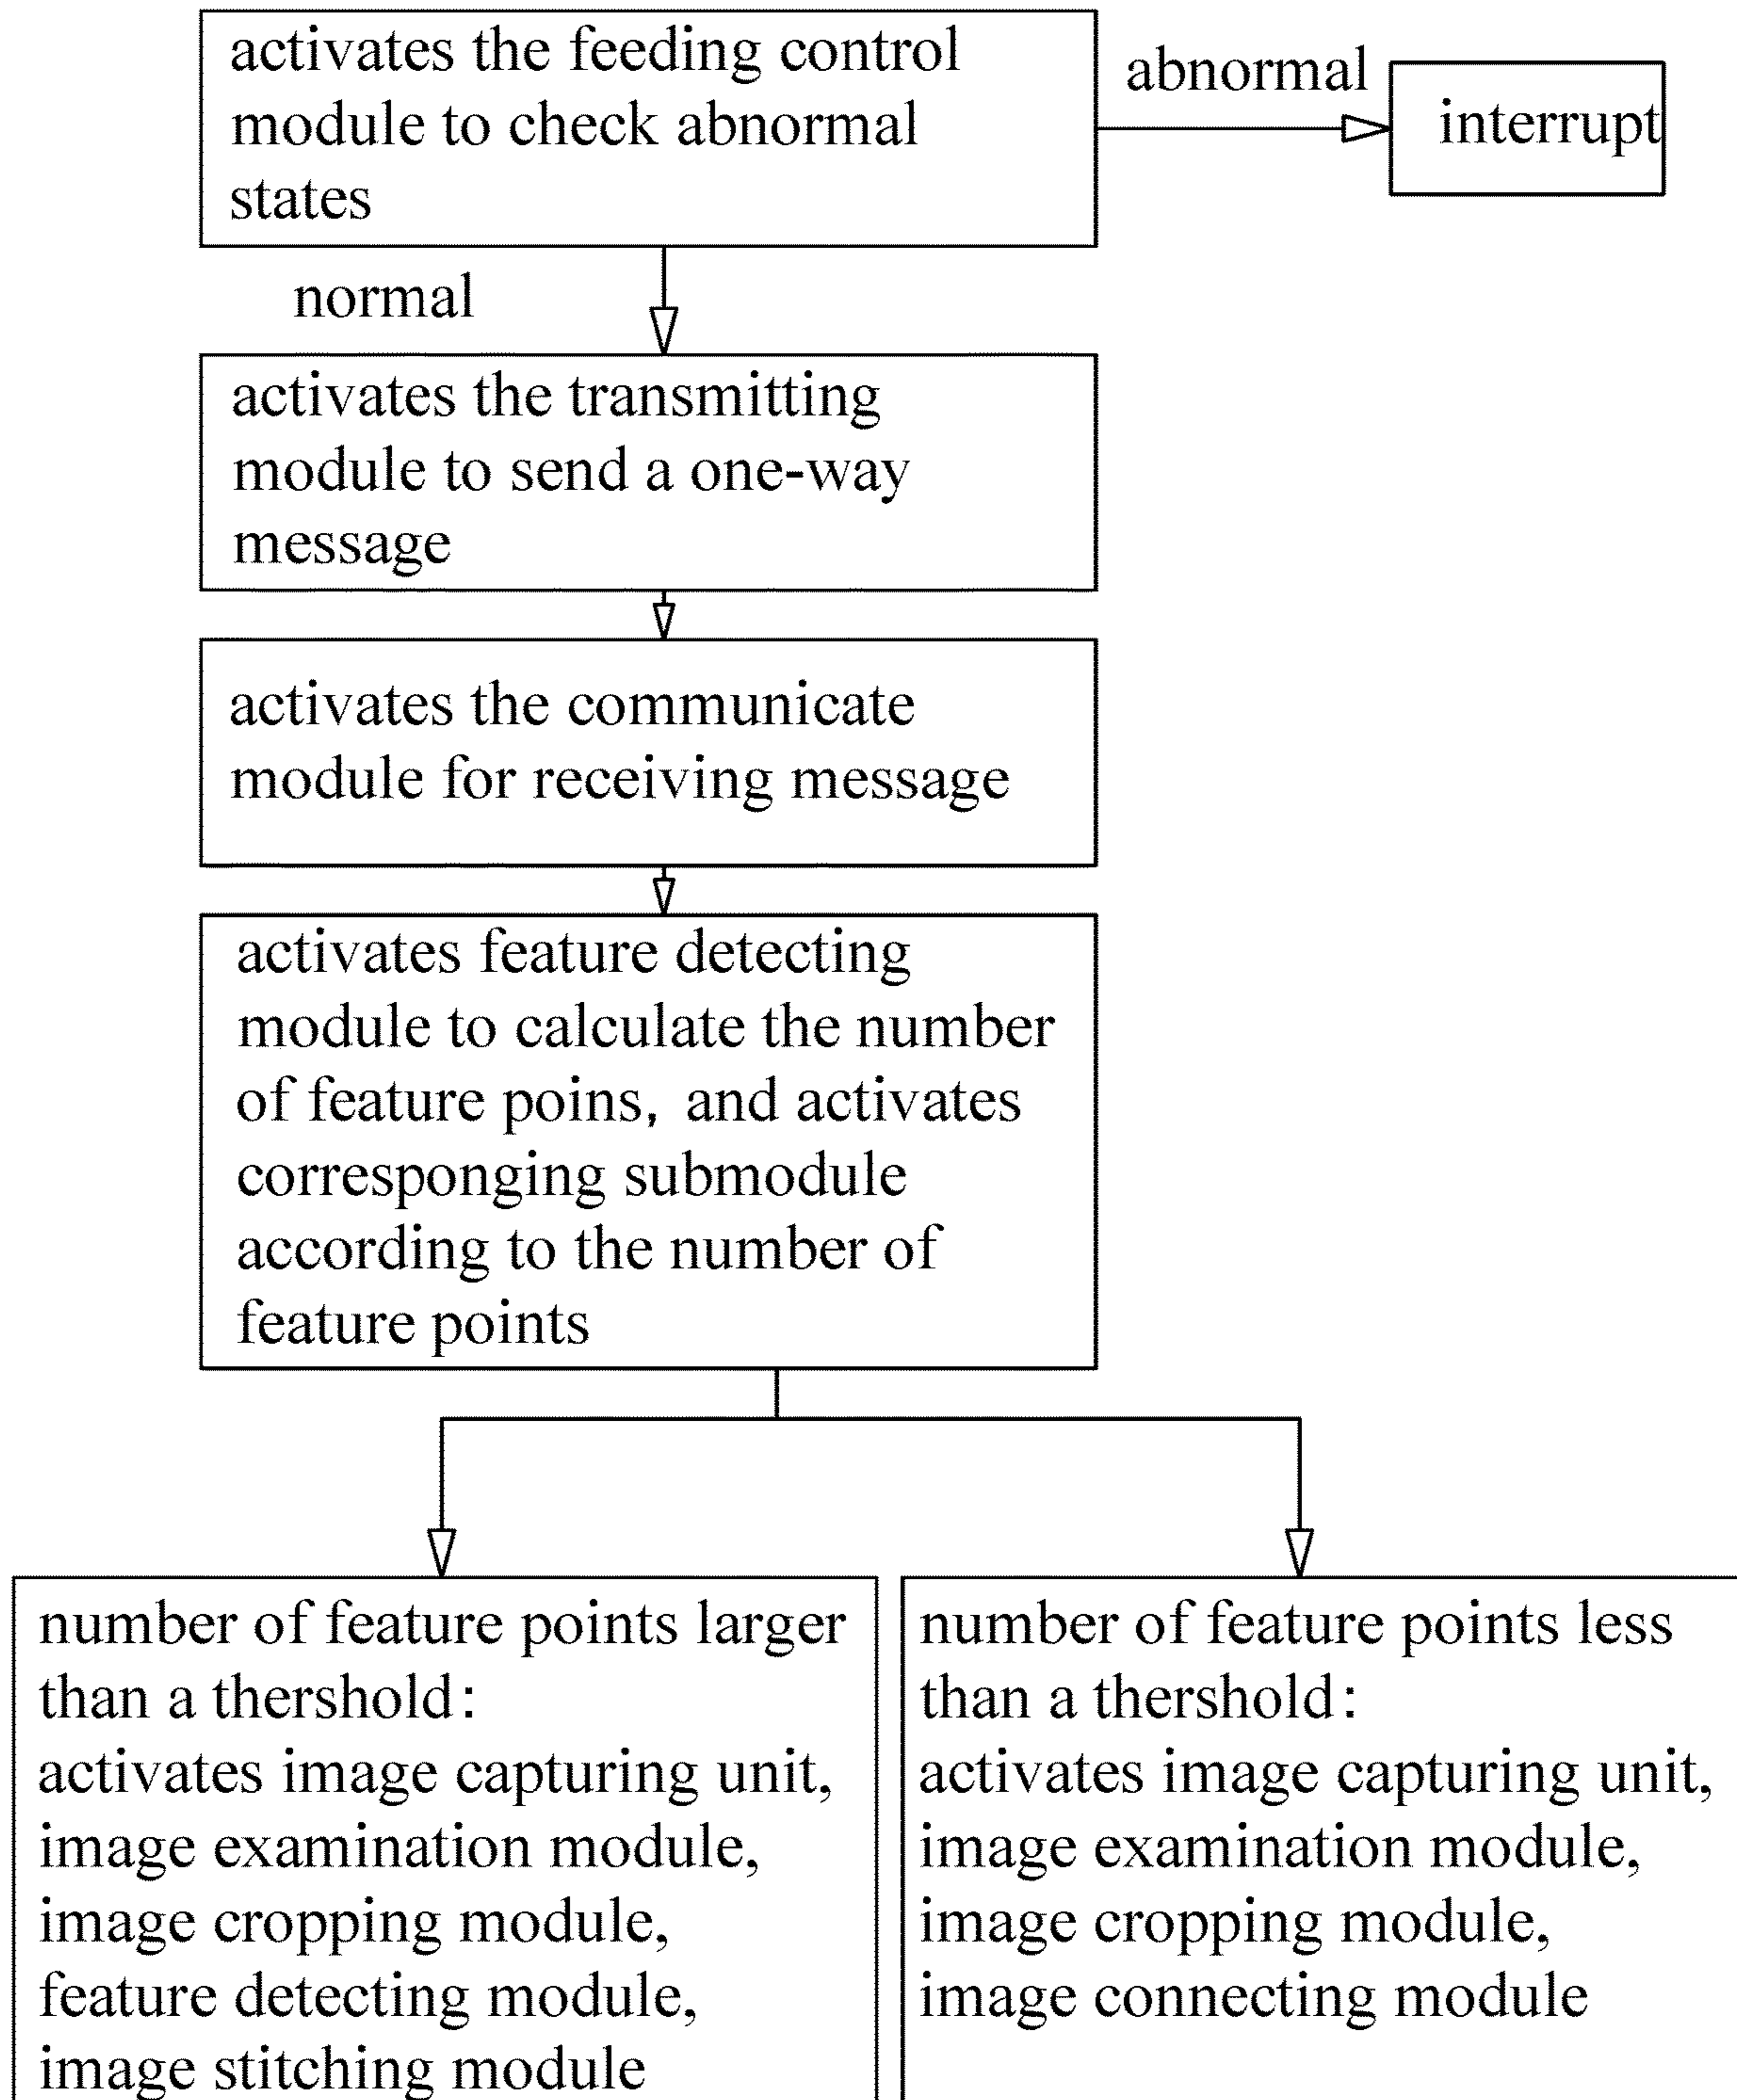 activates the feeding control
module to check abnormal
states
abnormal
interrupt
normal
activates the transmitting
module to send a one-way
message
activates the communicate
module for receiving message
activates feature detecting
module to calculate the number
of feature poins, and activates
corresponging submodule
according to the number of
feature points
number of feature points larger
than a thershold:
activates image capturing unit,
image examination module,
image cropping module,
feature detecting module,
image stitching module
number of feature points less
than a thershold:
activates image capturing unit,
image examination module,
image cropping module,
image connecting module